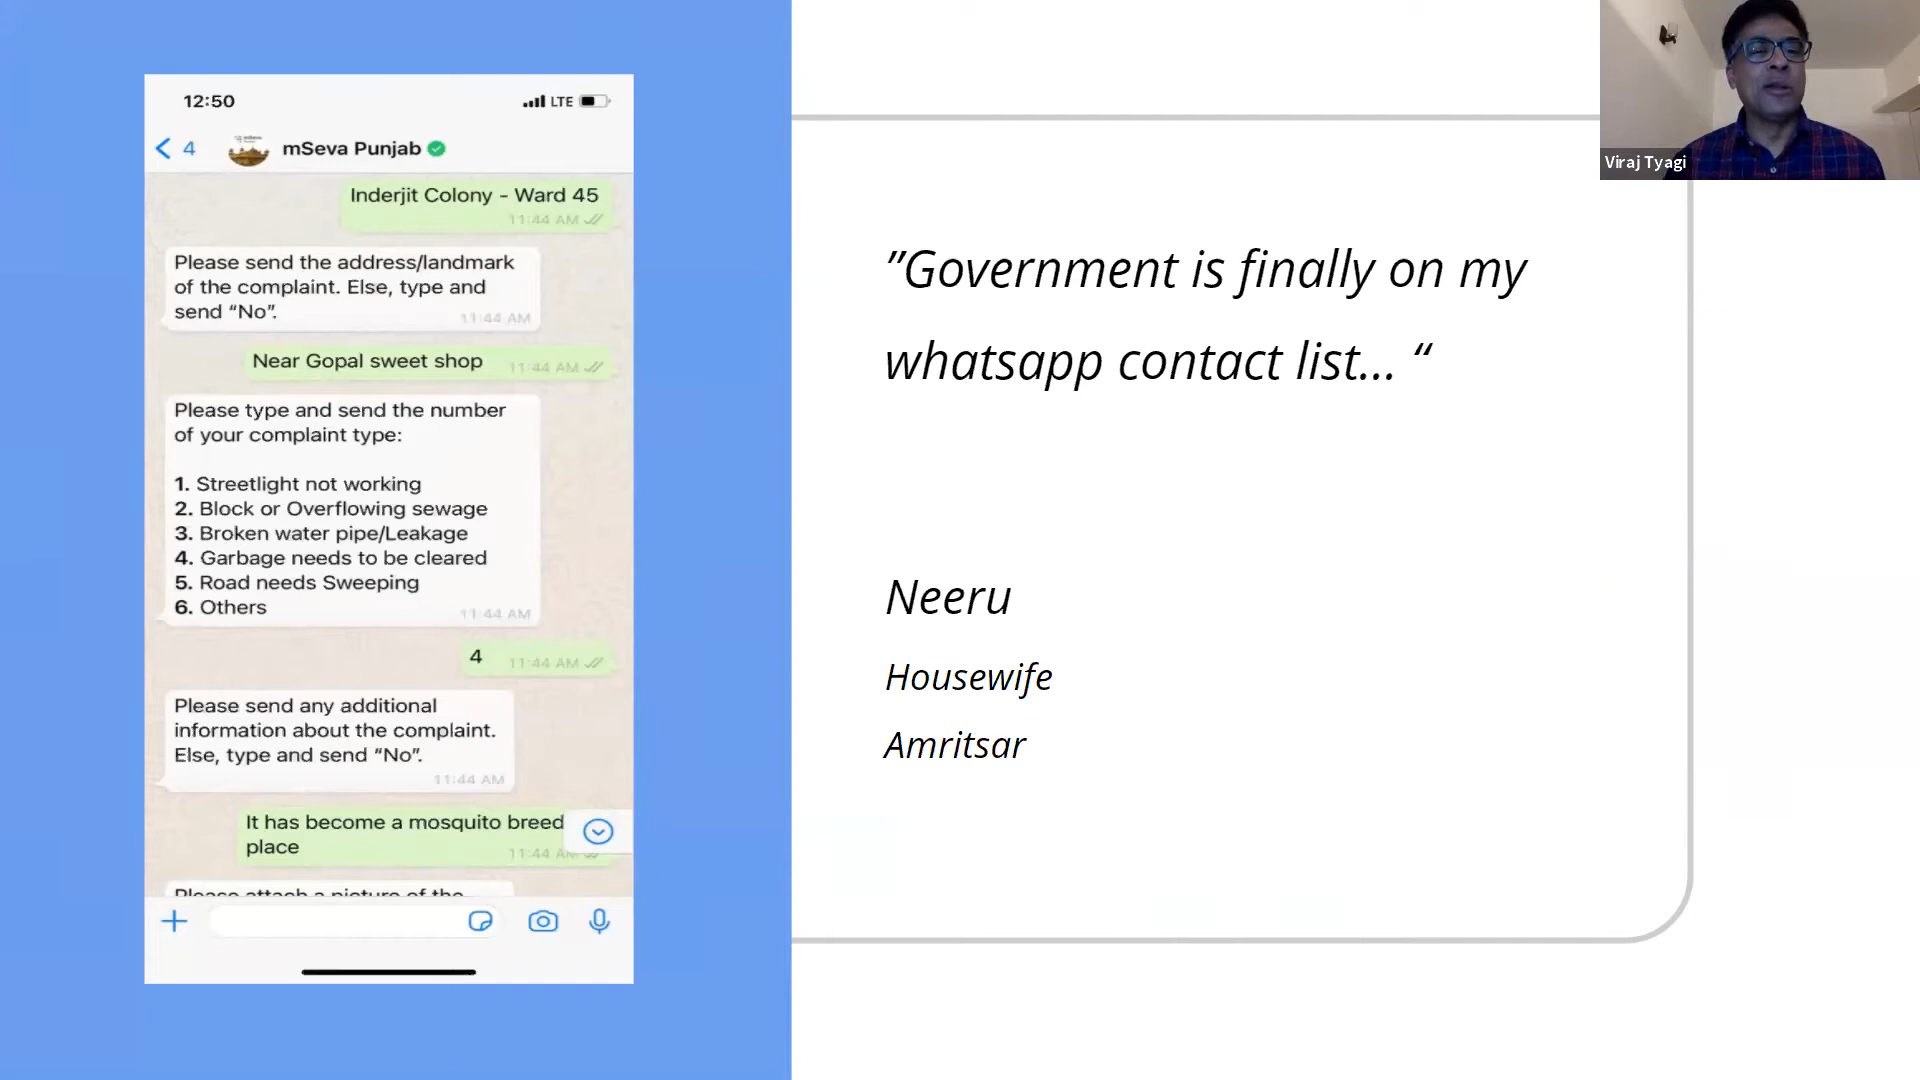 12:50
LTE
4
mSeva Punjab
Inderjit Colony - Ward 45
11:44 AM
Please send the address/landmark
of the complaint. Else, type and
send “No”.
11:44 AM
Near Gopal sweet shop
11:44 AM
Please type and send the number
of your complaint type:
1. Streetlight not working
2. Block or Overflowing sewage
3. Broken water pipe/Leakage
4. Garbage needs to be cleared
5. Road needs Sweeping
6. Others
11:44 AM
4
11:44 AM
Please send any additional
information about the complaint.
Else, type and send “No”.
11:44 AM
It has become a mosquito breed
place
11:44 AM
Please attach a picture of the
”Government is finally on my
whatsapp contact list... “
Neeru
Housewife
Amritsar
Viraj Tyagi